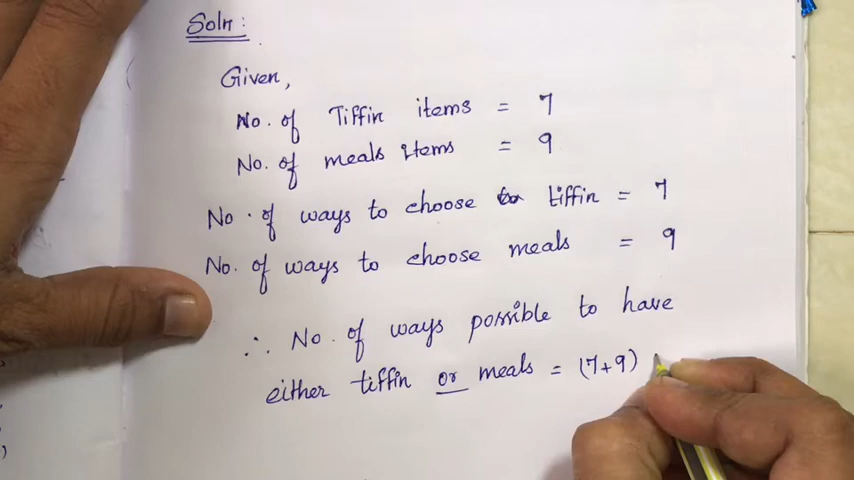 Soln:
Given,
No. of Tiffin items = 7
No. of meals items = 9
No. of ways to choose tiffin = 7
No. of ways to choose meals = 9
∴ No. of ways possible to have
either tiffin or meals = (7+9)